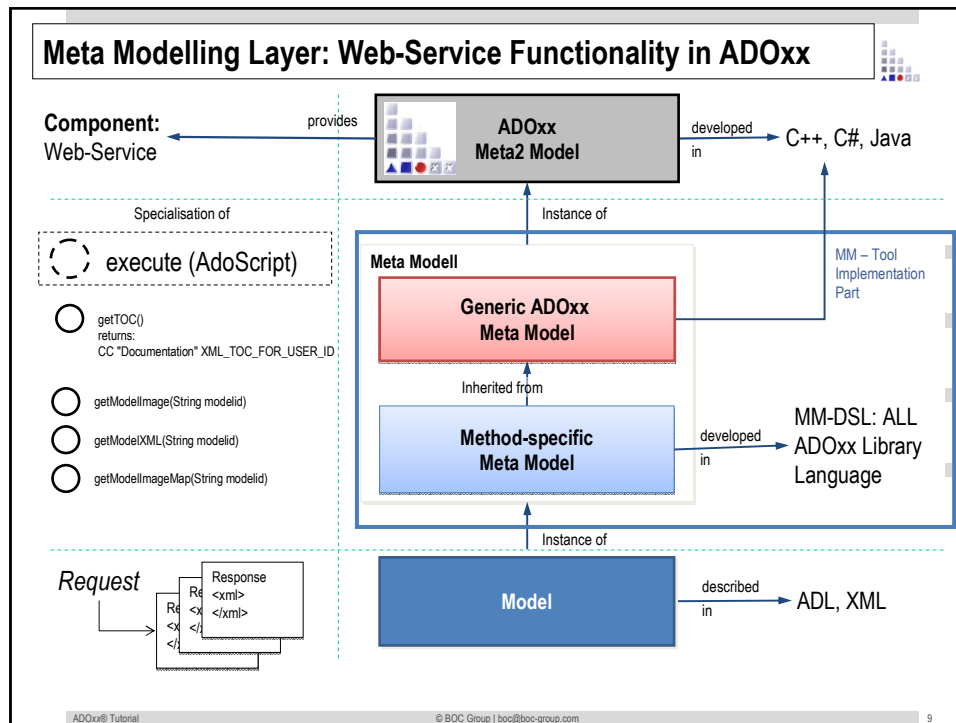 Meta Modelling Layer: Web-Service Functionality in ADOxx
Component:
Web-Service
provides
ADOxx
Meta2 Model
developed
in
C++, C#, Java
Specialisation of
Instance of
execute (AdoScript)
Meta Modell
MM – Tool
Implementation
Part
Generic ADOxx
Meta Model
getTOC()
returns:
CC "Documentation" XML_TOC_FOR_USER_ID
Inherited from
getModelImage(String modelid)
getModelXML(String modelid)
getModelImageMap(String modelid)
Method-specific
Meta Model
developed
in
MM-DSL: ALL
ADOxx Library
Language
Instance of
Request
Response
<xml>
</xml>
Re
<x
</x
Re
<x
</x
Model
described
in
ADL, XML
ADOxx® Tutorial
© BOC Group | boc@boc-group.com
9